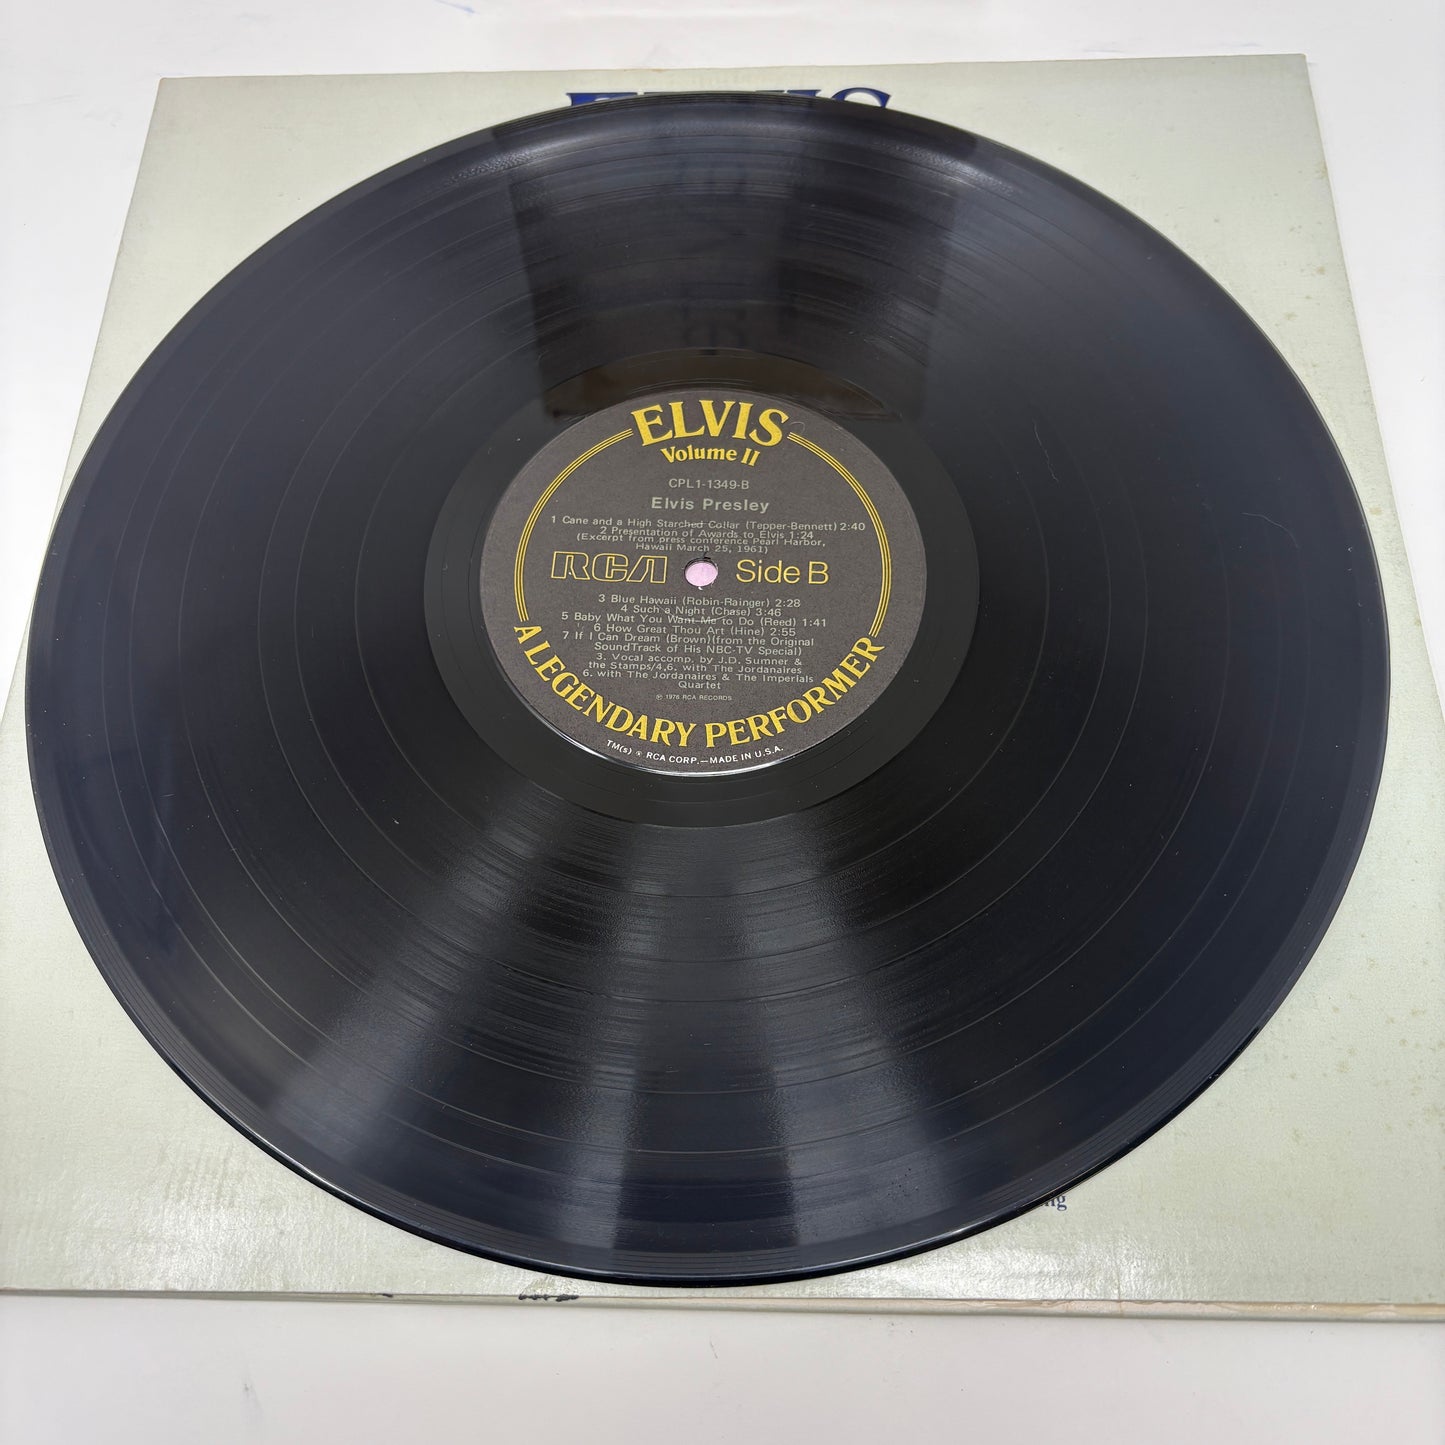 ELVIS
ELVIS
Volume II
CPL1-1349-B
Elvis Presley
1 Cane and a High Starched Collar (Tepper-Bennett) 2:40
2 Presentation of Awards to Elvis 1:24
(Excerpt from press conference Pearl Harbor,
Hawaii March 25, 1961)
RCA Side B
3 Blue Hawaii (Robin-Rainger) 2:28
4 Such a Night (Chase) 3:46
5 Baby What You Want Me to Do (Reed) 1:41
6 How Great Thou Art (Hine) 2:55
7 If I Can Dream (Brown)(from the Original
SoundTrack of His NBC-TV Special)
3. Vocal accomp. by J.D. Sumner &
the Stamps/4,6. with The Jordanaires
6. with The Jordanaires & The Imperials
Quartet
℗ 1976 RCA RECORDS
A LEGENDARY PERFORMER
TM(s) ® RCA CORP.—MADE IN U.S.A.